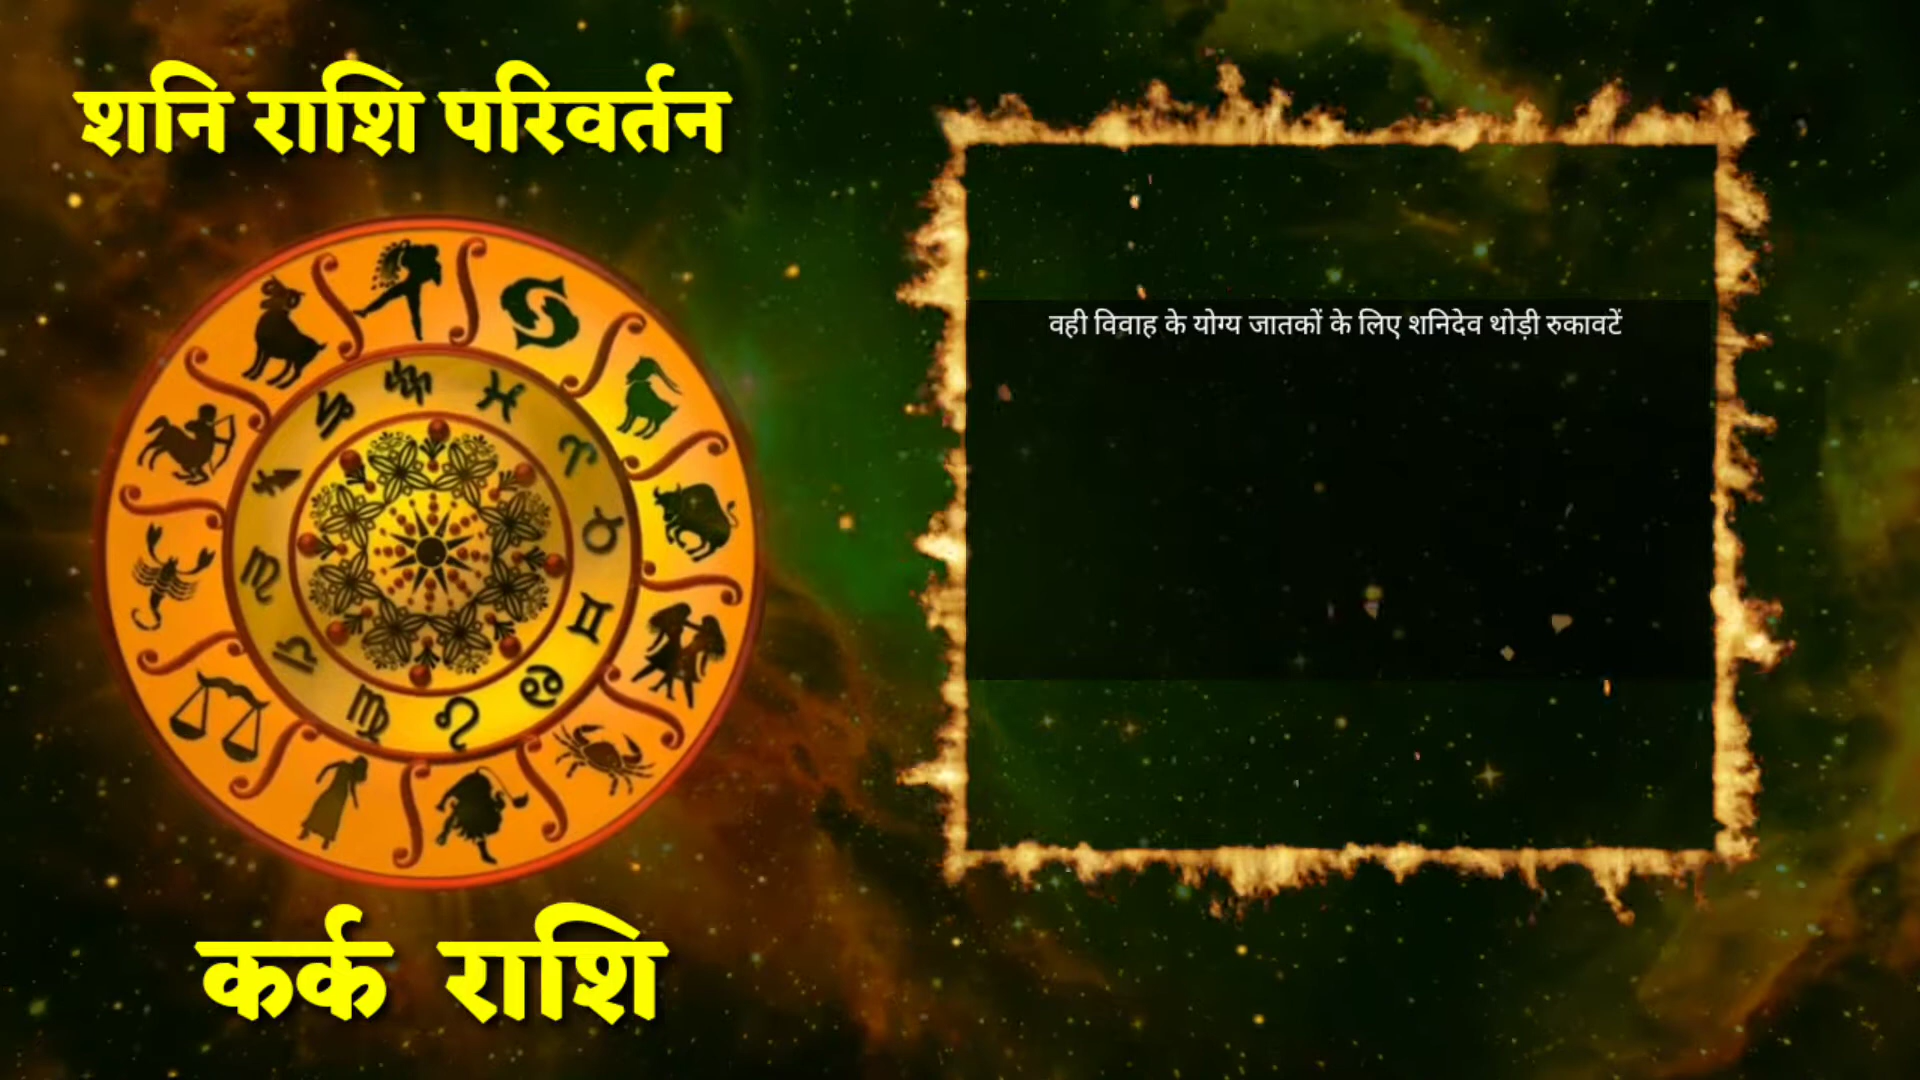 शनि राशि परिवर्तन
वही विवाह के योग्य जातकों के लिए शनिदेव थोड़ी रुकावटें
कर्क राशि